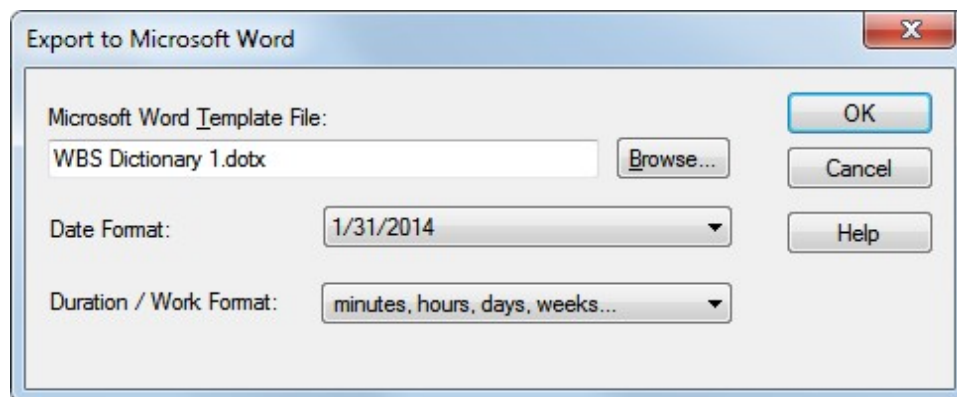 Export to Microsoft Word
Microsoft Word Template File:
OK
WBS Dictionary 1.dotx
Browse...
Cancel
Date Format:
1/31/2014
Help
Duration / Work Format:
minutes, hours, days, weeks...